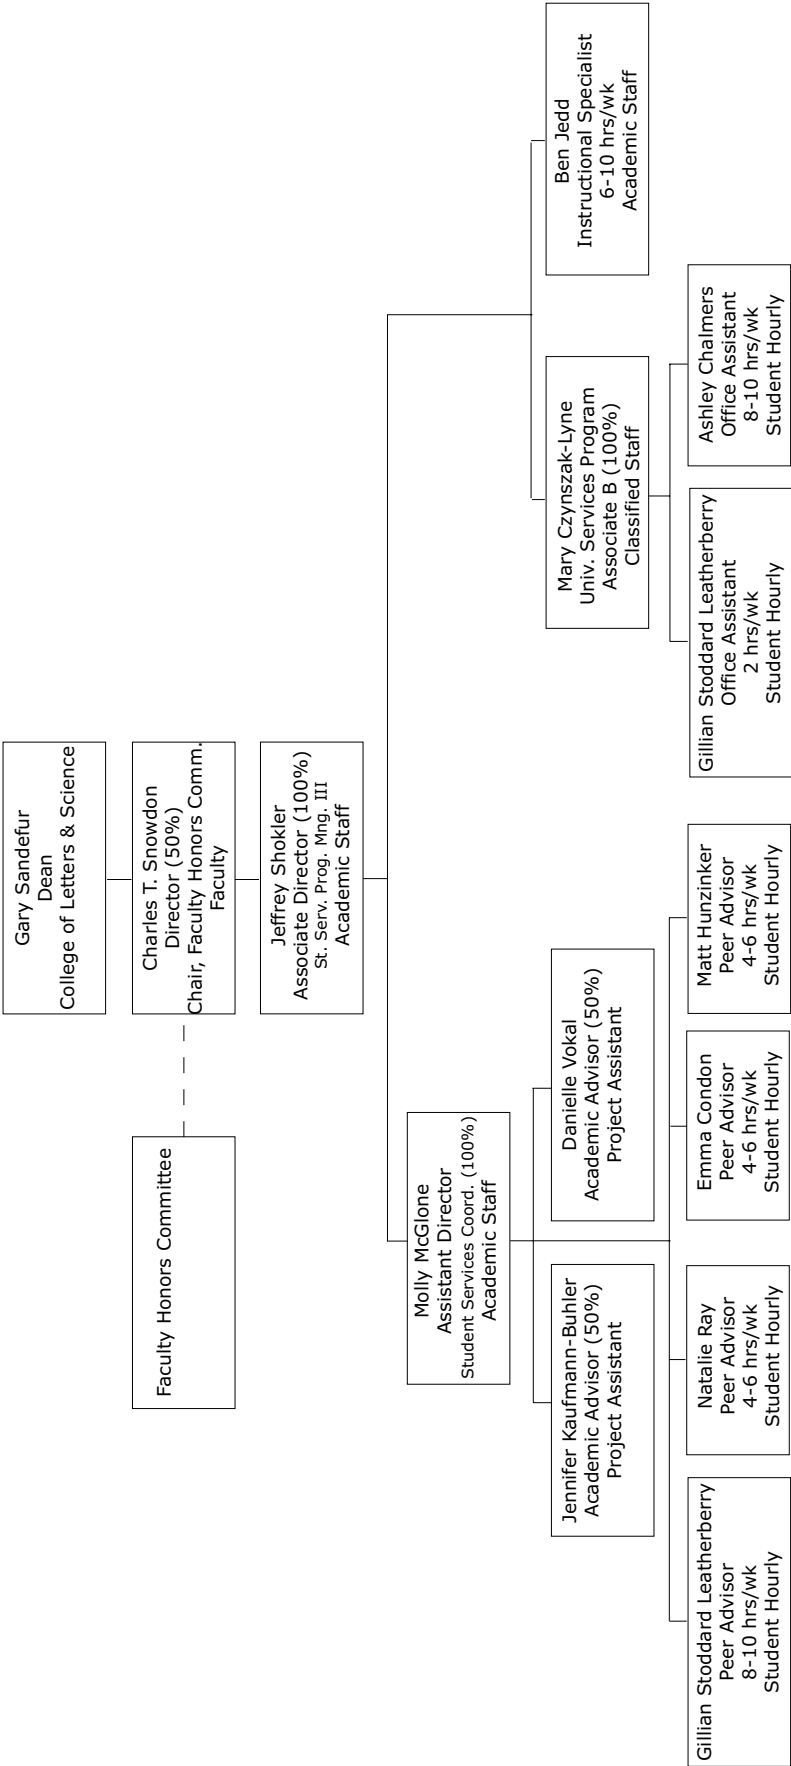 Gary Sandefur
Dean
College of Letters & Science
Faculty Honors Committee
Charles T. Snowdon
Director (50%)
Chair, Faculty Honors Comm.
Faculty
Jeffrey Shokler
Associate Director (100%)
St. Serv. Prog. Mng. III
Academic Staff
Molly McGlone
Assistant Director
Student Services Coord. (100%)
Academic Staff
Jennifer Kaufmann-Buhler
Academic Advisor (50%)
Project Assistant
Danielle Vokal
Academic Advisor (50%)
Project Assistant
Mary Czynszak-Lyne
Univ. Services Program
Associate B (100%)
Classified Staff
Ben Jedd
Instructional Specialist
6-10 hrs/wk
Academic Staff
Gillian Stoddard Leatherberry
Peer Advisor
8-10 hrs/wk
Student Hourly
Natalie Ray
Peer Advisor
4-6 hrs/wk
Student Hourly
Emma Condon
Peer Advisor
4-6 hrs/wk
Student Hourly
Matt Hunzinker
Peer Advisor
4-6 hrs/wk
Student Hourly
Gillian Stoddard Leatherberry
Office Assistant
2 hrs/wk
Student Hourly
Ashley Chalmers
Office Assistant
8-10 hrs/wk
Student Hourly